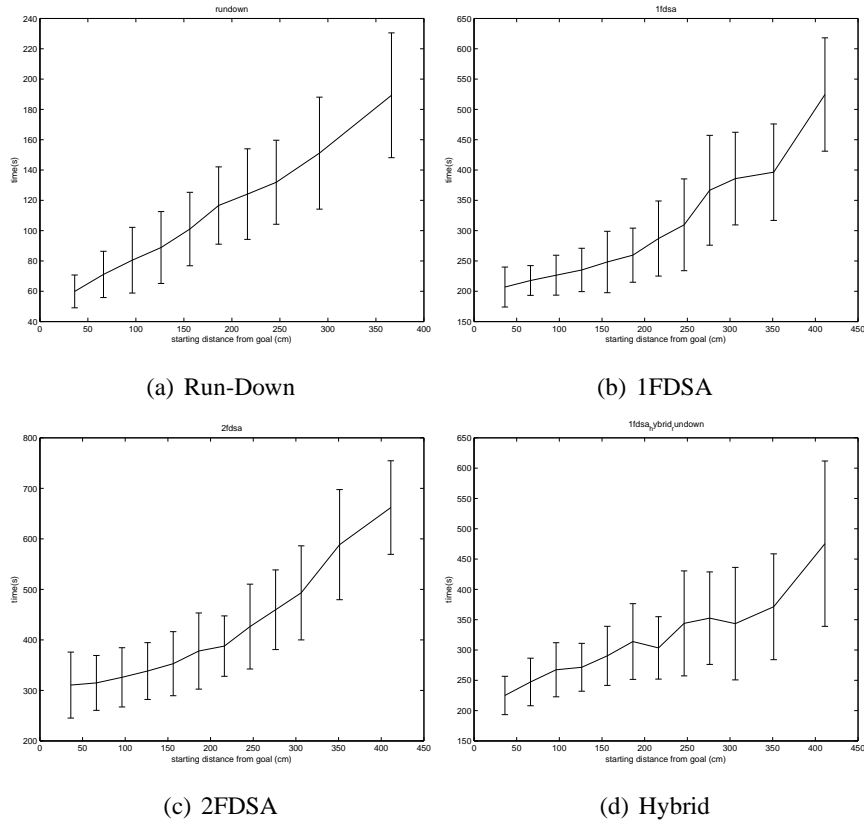 rundown
240
220
200
180
160
140
120
100
80
60
40
time(s)
0 50 100 150 200 250 300 350 400
starting distance from goal (cm)
(a) Run-Down
1fdsa
650
600
550
500
450
400
350
300
250
200
150
time(s)
0 50 100 150 200 250 300 350 400 450
starting distance from goal (cm)
(b) 1FDSA
2fdsa
800
700
600
500
400
300
200
time(s)
0 50 100 150 200 250 300 350 400 450
starting distance from goal (cm)
(c) 2FDSA
1fdsahybridrundown
650
600
550
500
450
400
350
300
250
200
150
time(s)
0 50 100 150 200 250 300 350 400 450
starting distance from goal (cm)
(d) Hybrid